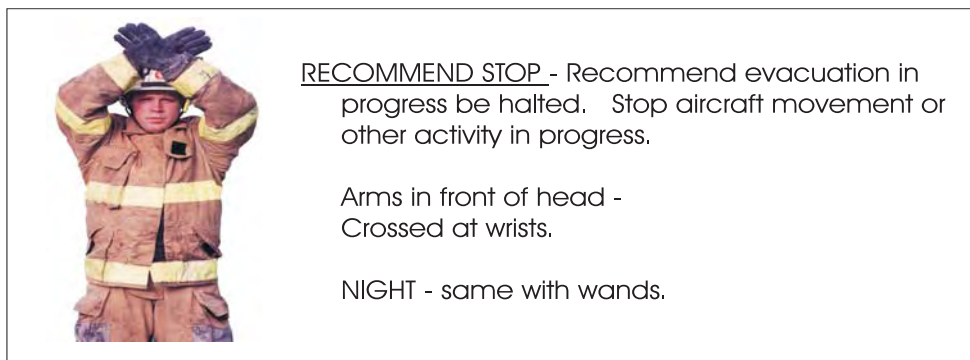 RECOMMEND STOP - Recommend evacuation in
progress be halted. Stop aircraft movement or
other activity in progress.
Arms in front of head -
Crossed at wrists.
NIGHT - same with wands.